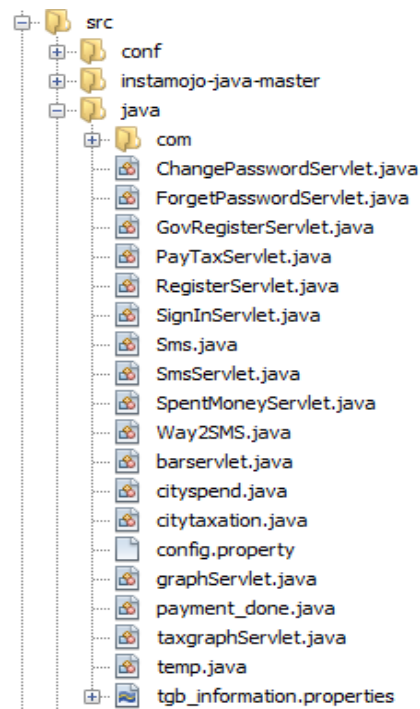 src
conf
instamojo-java-master
java
com
ChangePasswordServlet.java
ForgetPasswordServlet.java
GovRegisterServlet.java
PayTaxServlet.java
RegisterServlet.java
SignInServlet.java
Sms.java
SmsServlet.java
SpentMoneyServlet.java
Way2SMS.java
barservlet.java
cityspend.java
citytaxation.java
config.property
graphServlet.java
payment_done.java
taxgraphServlet.java
temp.java
tgb_information.properties